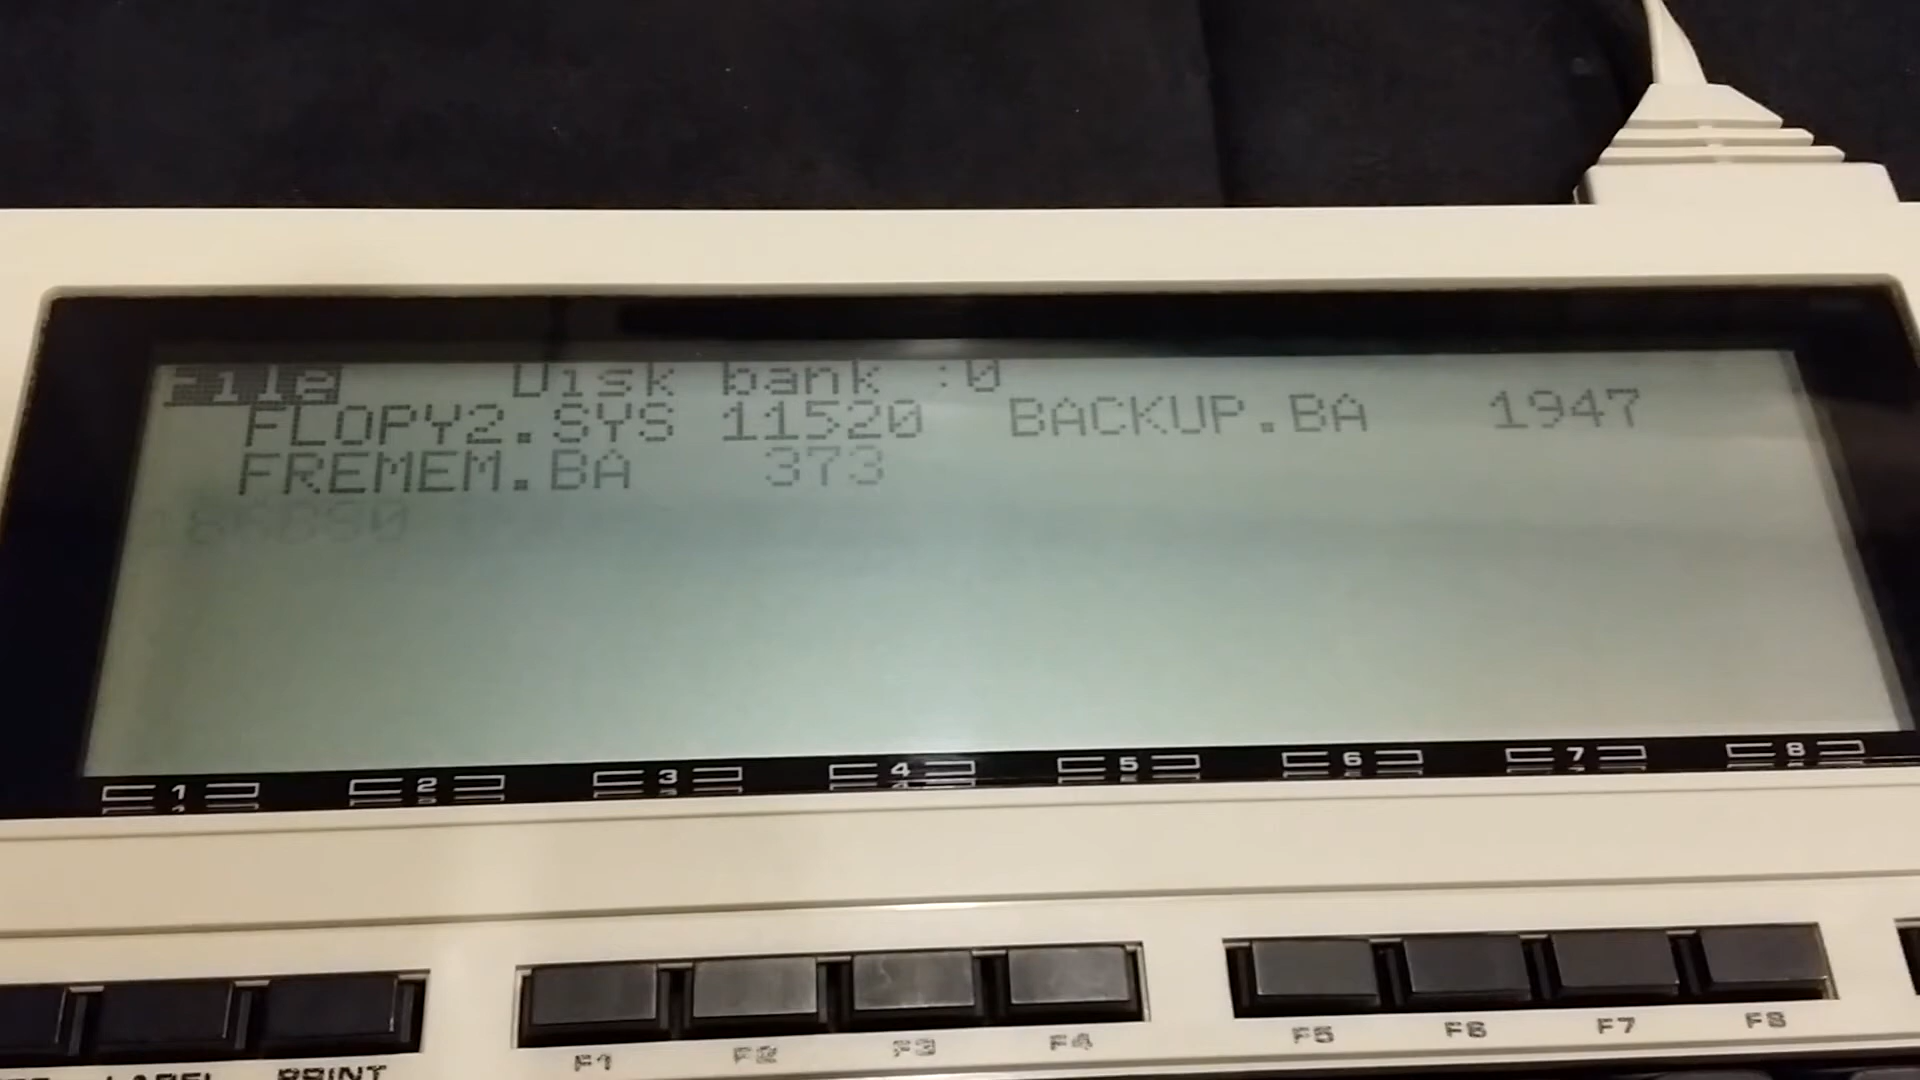 File Disk bank :0
FLOPY2.SYS 11520 BACKUP.BA 1947
FREMEM.BA 373
1 2 3 4 5 6 7 8
F1 F2 F3 F4 F5 F6 F7 F8
LABEL PRINT